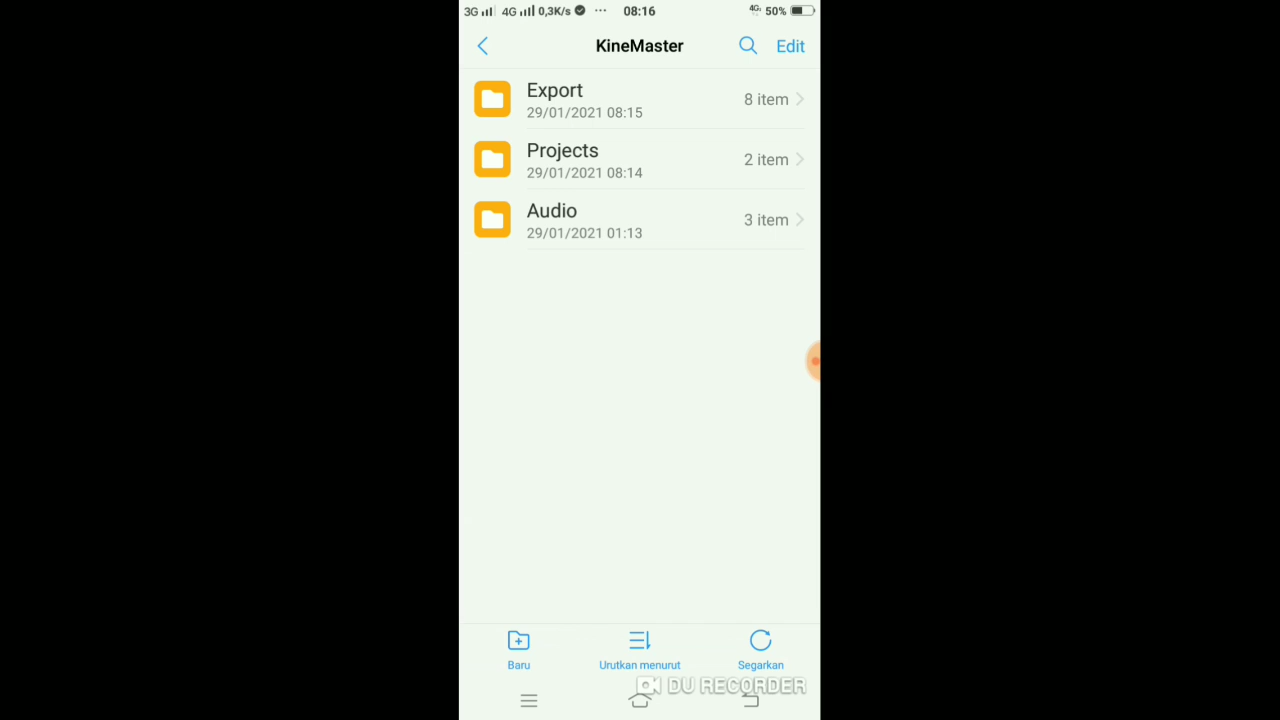 3G 4G 0,3K/s ··· 08:16 4G 50%
KineMaster Edit
Export
29/01/2021 08:15
8 item
Projects
29/01/2021 08:14
2 item
Audio
29/01/2021 01:13
3 item
Baru Urutkan menurut Segarkan
DU RECORDER